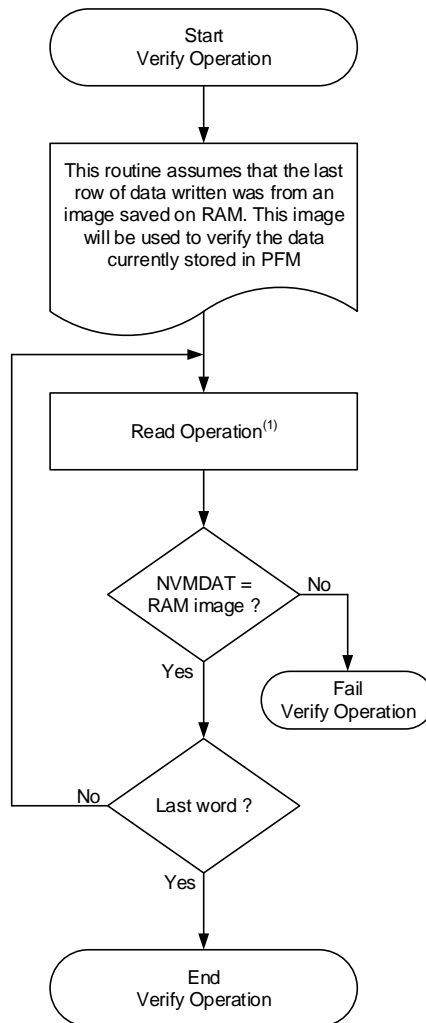 Start
Verify Operation
This routine assumes that the last
row of data written was from an
image saved on RAM. This image
will be used to verify the data
currently stored in PFM
Read Operation(1)
NVMDAT =
RAM image ?
No
Yes
Fail
Verify Operation
No
Last word ?
Yes
End
Verify Operation